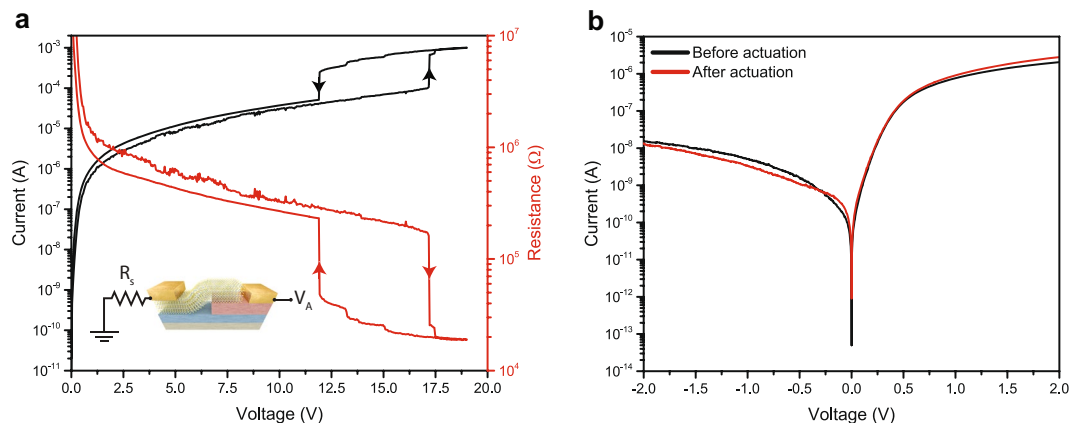 a
10⁻³
10⁻⁴
10⁻⁵
10⁻⁶
10⁻⁷
10⁻⁸
10⁻⁹
10⁻¹⁰
10⁻¹¹
Current (A)
10⁷
10⁶
10⁵
10⁴
Resistance (Ω)
Rₛ
V_A
0.0 2.5 5.0 7.5 10.0 12.5 15.0 17.5 20.0
Voltage (V)
b
Before actuation
After actuation
10⁻⁵
10⁻⁶
10⁻⁷
10⁻⁸
10⁻⁹
10⁻¹⁰
10⁻¹¹
10⁻¹²
10⁻¹³
10⁻¹⁴
Current (A)
-2.0 -1.5 -1.0 -0.5 0.0 0.5 1.0 1.5 2.0
Voltage (V)